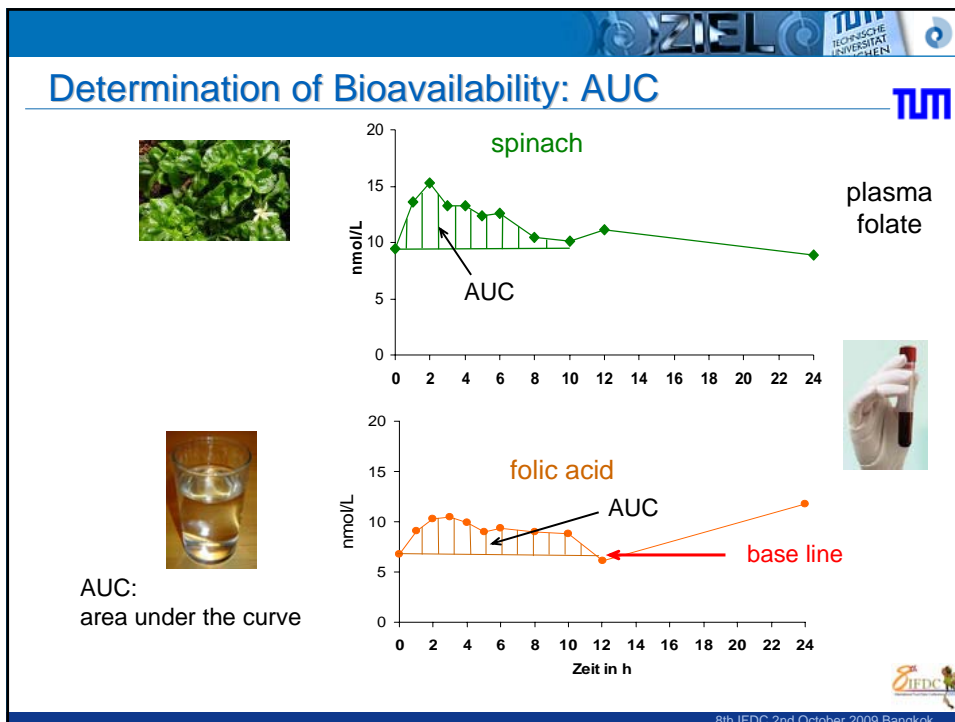 ZIEL
TUM
TECHNISCHE
UNIVERSITÄT
Determination of Bioavailability: AUC
TUM
spinach
plasma
folate
nmol/L
20
15
10
5
0
AUC
0 2 4 6 8 10 12 14 16 18 20 22 24
folic acid
nmol/L
20
15
10
5
0
AUC
base line
0 2 4 6 8 10 12 14 16 18 20 22 24
Zeit in h
AUC:
area under the curve
IFDC
8th IFDC 2nd October 2009 Bangkok